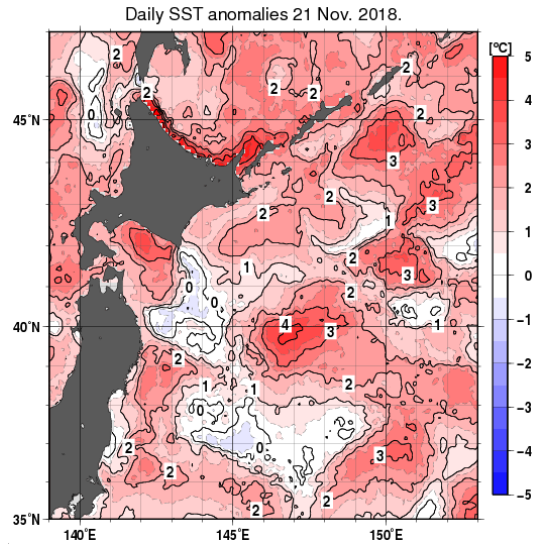 Daily SST anomalies 21 Nov. 2018.
[°C]
2 2 2 2 2 2 0
45°N 3
2 2 1 3
1 2 3 0 0 2
40°N 4 3 1
2 2 1 1
0 0 3
2 2 2 2
35°N
140°E 145°E 150°E
5
4
3
2
1
0
−1
−2
−3
−4
−5